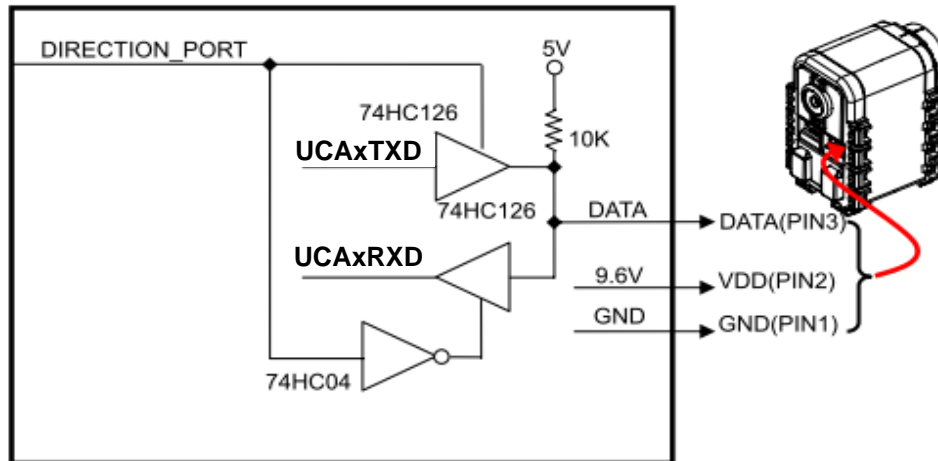 DIRECTION_PORT
5V
74HC126
10K
UCAxTXD
74HC126
DATA
DATA(PIN3)
UCAxRXD
9.6V
VDD(PIN2)
GND
GND(PIN1)
74HC04